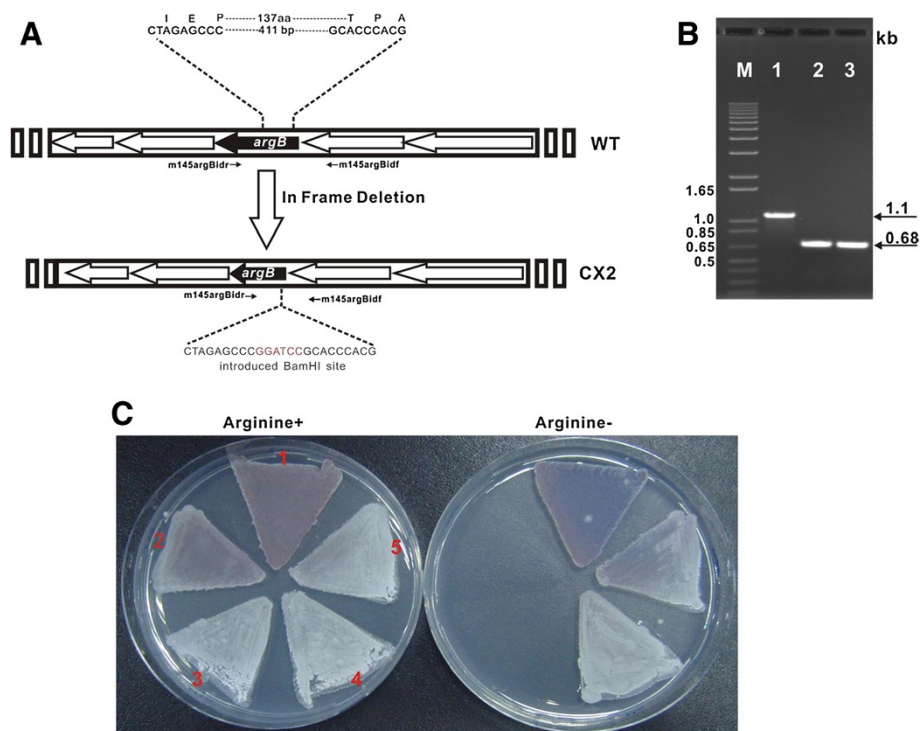 A
I E P ------- 137aa ------- T P A
CTAGAGCCC ------- 411 bp ------- GCACCCACG
argB
WT
m145argBidr
m145argBidf
In Frame Deletion
argB
CX2
m145argBidr
m145argBidf
CTAGAGCCCGGATCCGCACCCACG
introduced BamHI site
B
kb
M 1 2 3
1.65
1.0
0.85
0.65
0.5
1.1
0.68
C
Arginine+
Arginine-
1
2
5
3
4